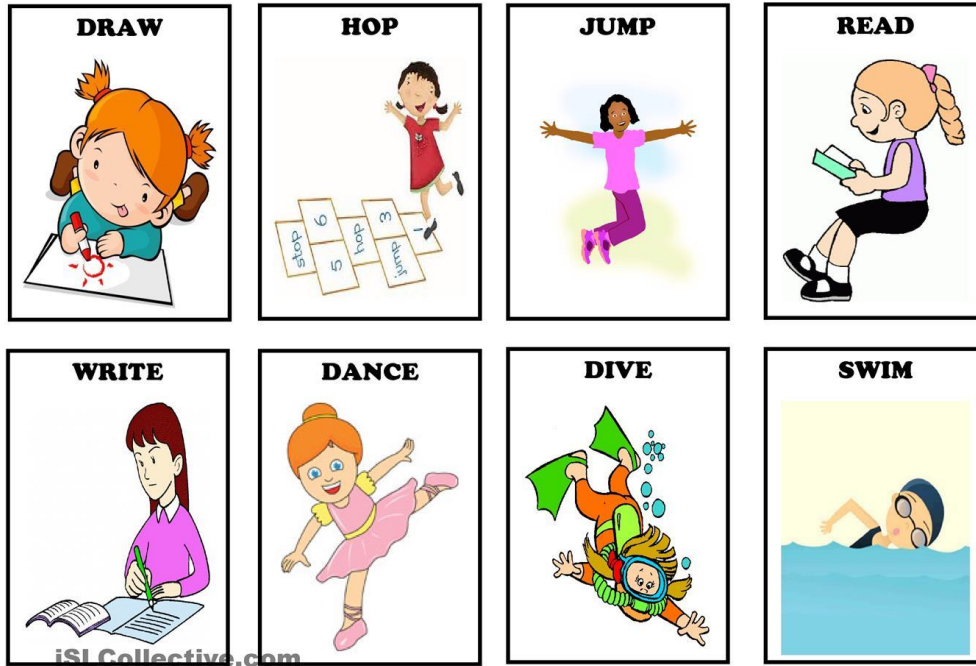 DRAW
HOP
JUMP
READ
stop
6
5
hop
3
jump
1
WRITE
DANCE
DIVE
SWIM
iSLCollective.com